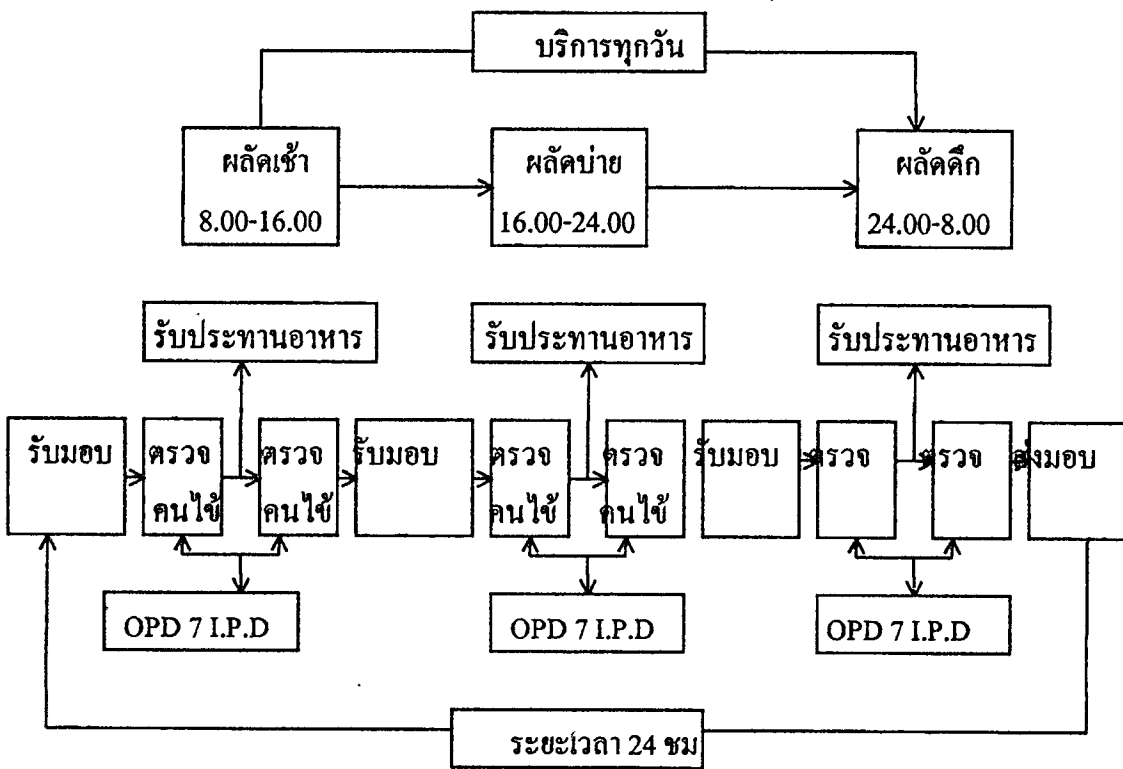 บริการทุกวัน
ผลัดเช้า ผลัดบ่าย ผลัดดึก
8.00-16.00 16.00-24.00 24.00-8.00
รับประทานอาหาร รับประทานอาหาร รับประทานอาหาร
รับมอบ ตรวจ ตรวจ รับมอบ ตรวจ ตรวจ รับมอบ ตรวจ ตรวจ ส่งมอบ
คนไข้ คนไข้ คนไข้ คนไข้
OPD 7 I.P.D OPD 7 I.P.D OPD 7 I.P.D
ระยะเวลา 24 ชม